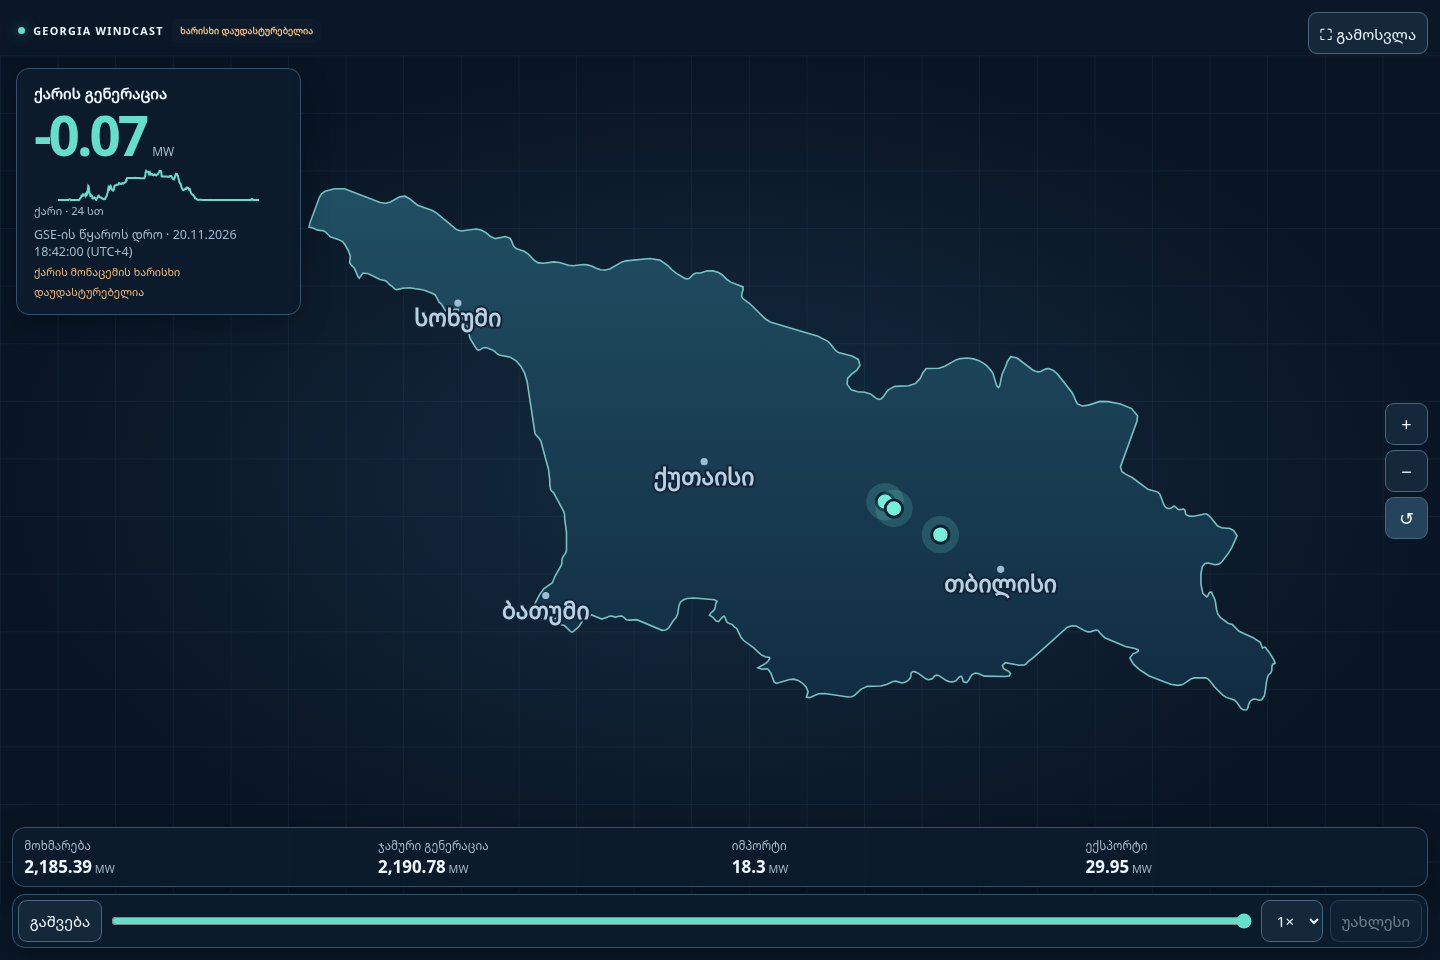 GEORGIA WINDCAST ხარისხი დაუდასტურებელია
გამოსვლა
ქარის გენერაცია
-0.07 MW
ქარი · 24 სთ
GSE-ის წყაროს დრო · 20.11.2026
18:42:00 (UTC+4)
ქარის მონაცემის ხარისხი
დაუდასტურებელია
სოხუმი
ქუთაისი
თბილისი
ბათუმი
+
−
↺
მოხმარება
2,185.39 MW
ჯამური გენერაცია
2,190.78 MW
იმპორტი
18.3 MW
ექსპორტი
29.95 MW
გაშვება
1×
უახლესი